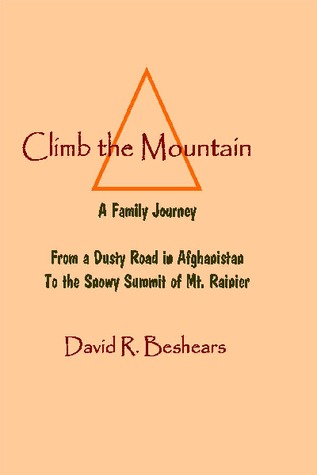 Climb the Mountain
A Family Journey
From a Dusty Road in Afghanistan
To the Snowy Summit of Mt. Rainier
David R. Beshears